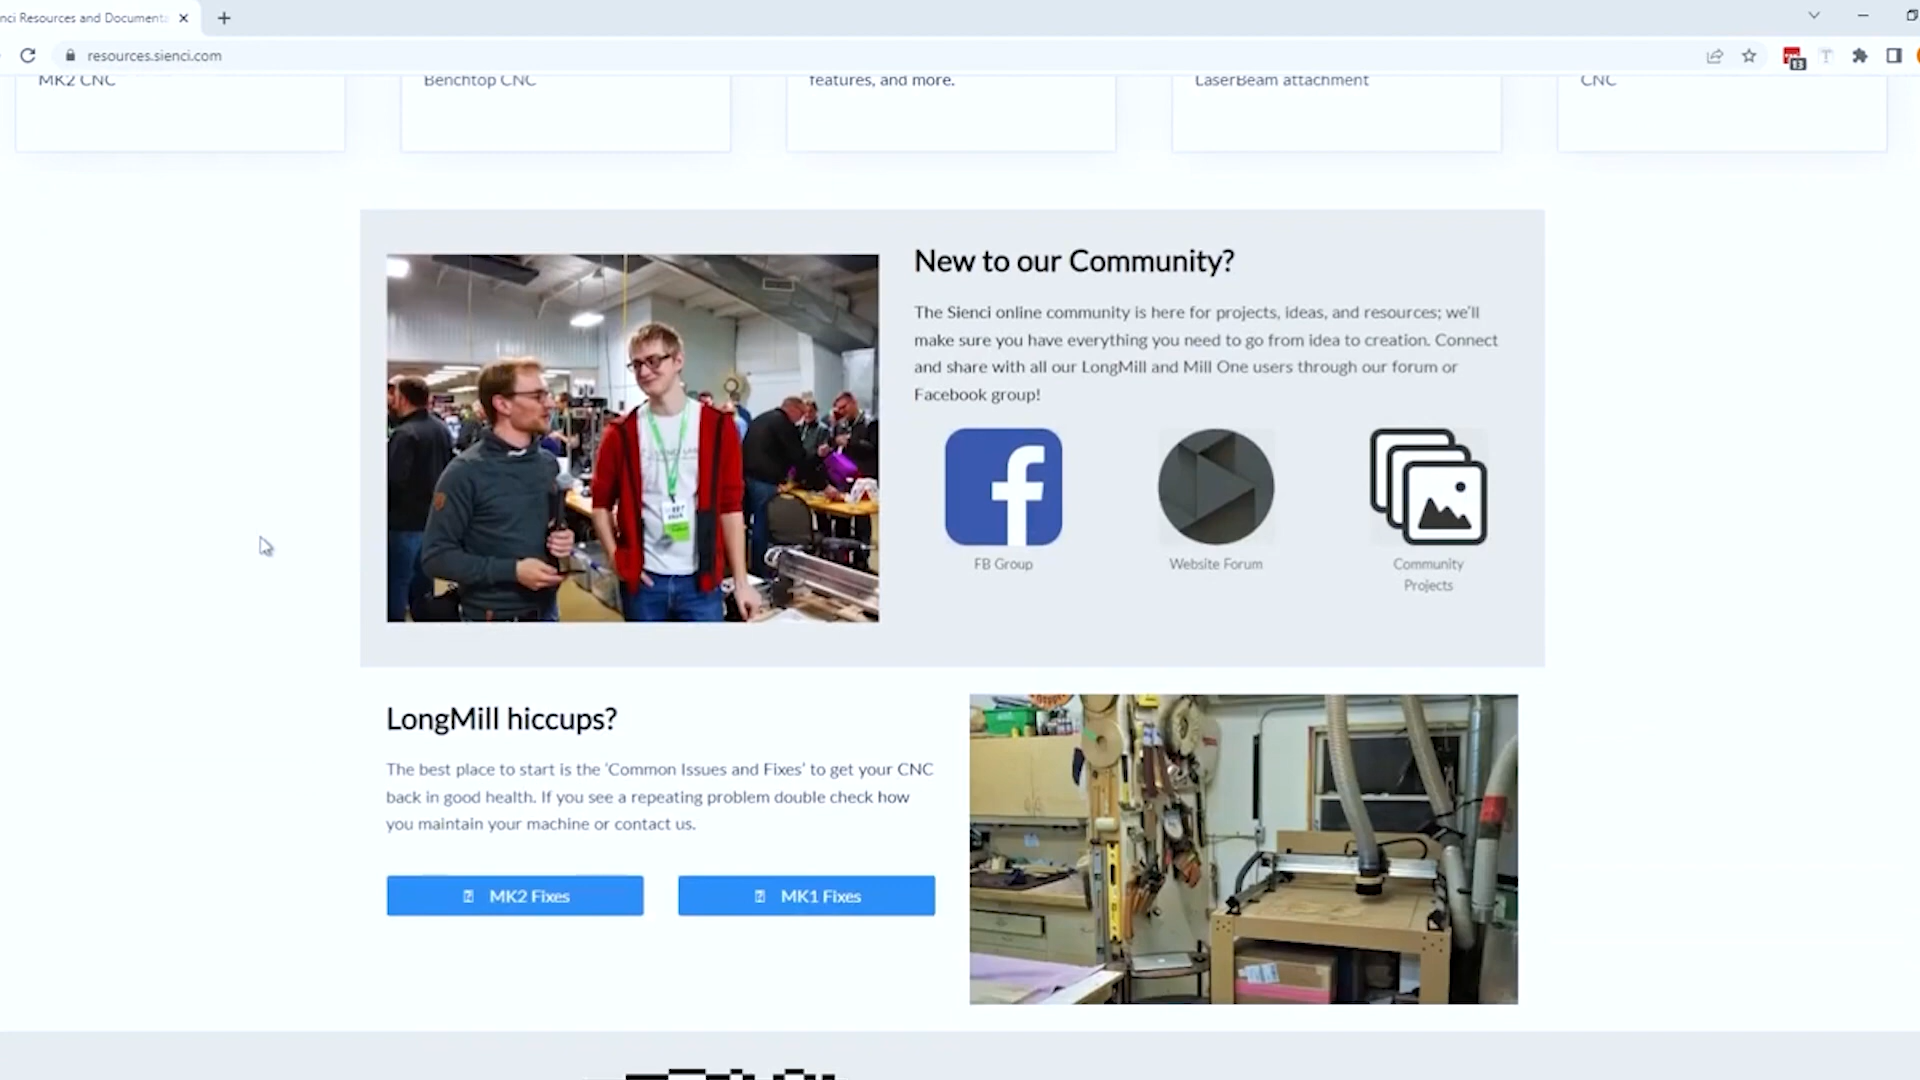 nci Resources and Documenta
resources.sienci.com
13
MK2 CNC
Benchtop CNC
features, and more.
LaserBeam attachment
CNC
New to our Community?
The Sienci online community is here for projects, ideas, and resources; we'll
make sure you have everything you need to go from idea to creation. Connect
and share with all our LongMill and Mill One users through our forum or
Facebook group!
FB Group
Website Forum
Community
Projects
LongMill hiccups?
The best place to start is the 'Common Issues and Fixes' to get your CNC
back in good health. If you see a repeating problem double check how
you maintain your machine or contact us.
MK2 Fixes
MK1 Fixes